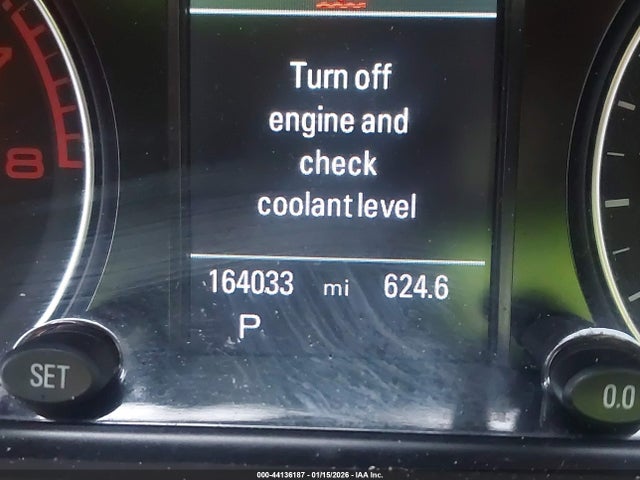 Turn off
engine and
check
coolant level
164033 mi 624.6
P
8
SET
0.0
000-44136187 - 01/15/2026 - IAA Inc.